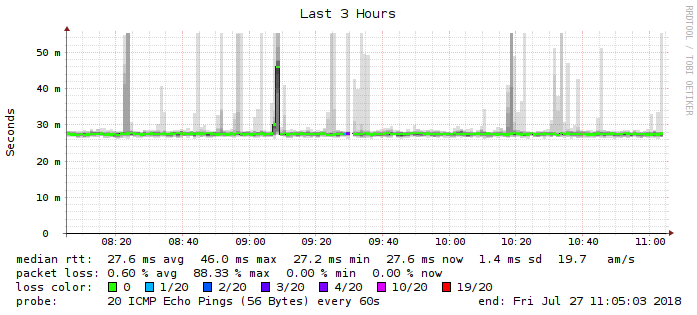 Last 3 Hours
RRDTOOL / TOBI OETIKER
Seconds
50 m
40 m
30 m
20 m
10 m
0
08:20 08:40 09:00 09:20 09:40 10:00 10:20 10:40 11:00
median rtt: 27.6 ms avg 46.0 ms max 27.2 ms min 27.6 ms now 1.4 ms sd 19.7 am/s
packet loss: 0.60 % avg 88.33 % max 0.00 % min 0.00 % now
loss color: 0 1/20 2/20 3/20 4/20 10/20 19/20
probe: 20 ICMP Echo Pings (56 Bytes) every 60s end: Fri Jul 27 11:05:03 2018